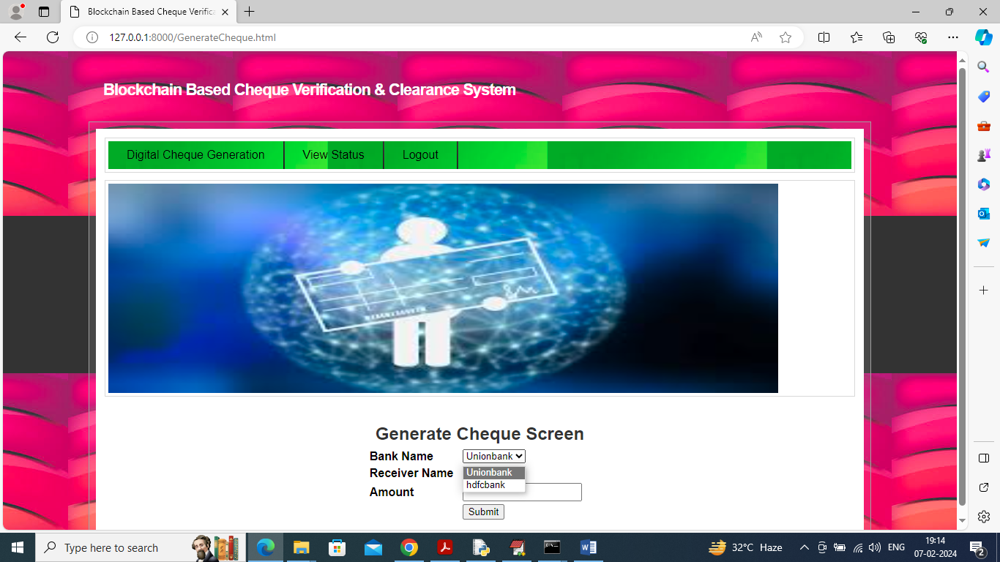 Blockchain Based Cheque Verifica
127.0.0.1:8000/GenerateCheque.html
Blockchain Based Cheque Verification & Clearance System
Digital Cheque Generation View Status Logout
Generate Cheque Screen
Bank Name Unionbank
Receiver Name Unionbank
hdfcbank
Amount
Submit
Type here to search
32°C Haze
ENG
19:14
07-02-2024
2